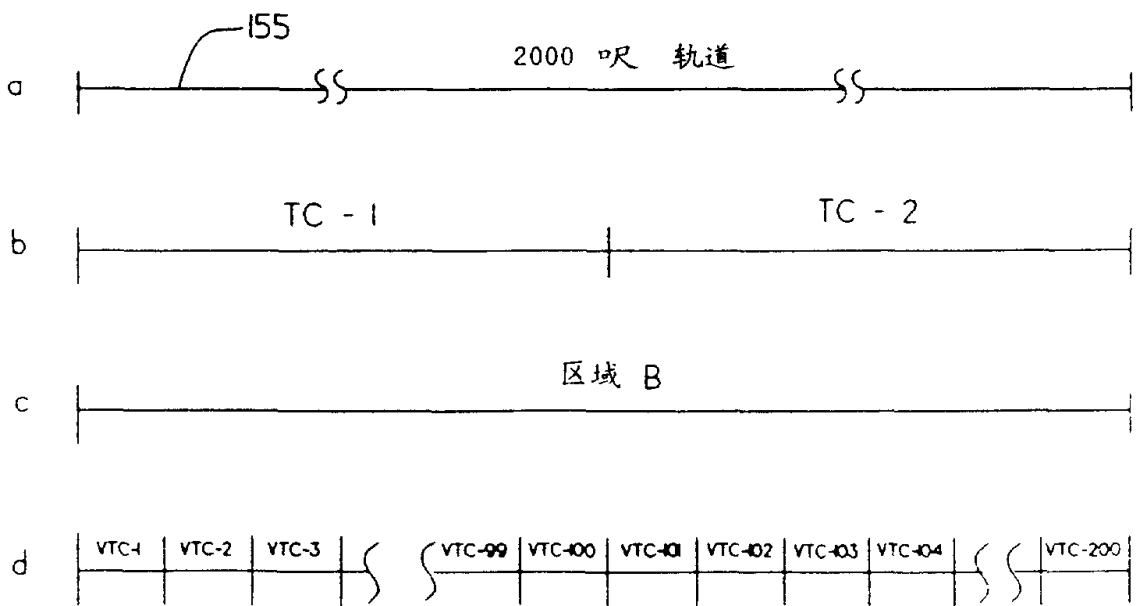 155
2000 呎 轨道
a
TC - 1
TC - 2
b
区域 B
c
VTC-1 VTC-2 VTC-3 VTC-99 VTC-100 VTC-101 VTC-102 VTC-103 VTC-104 VTC-200
d